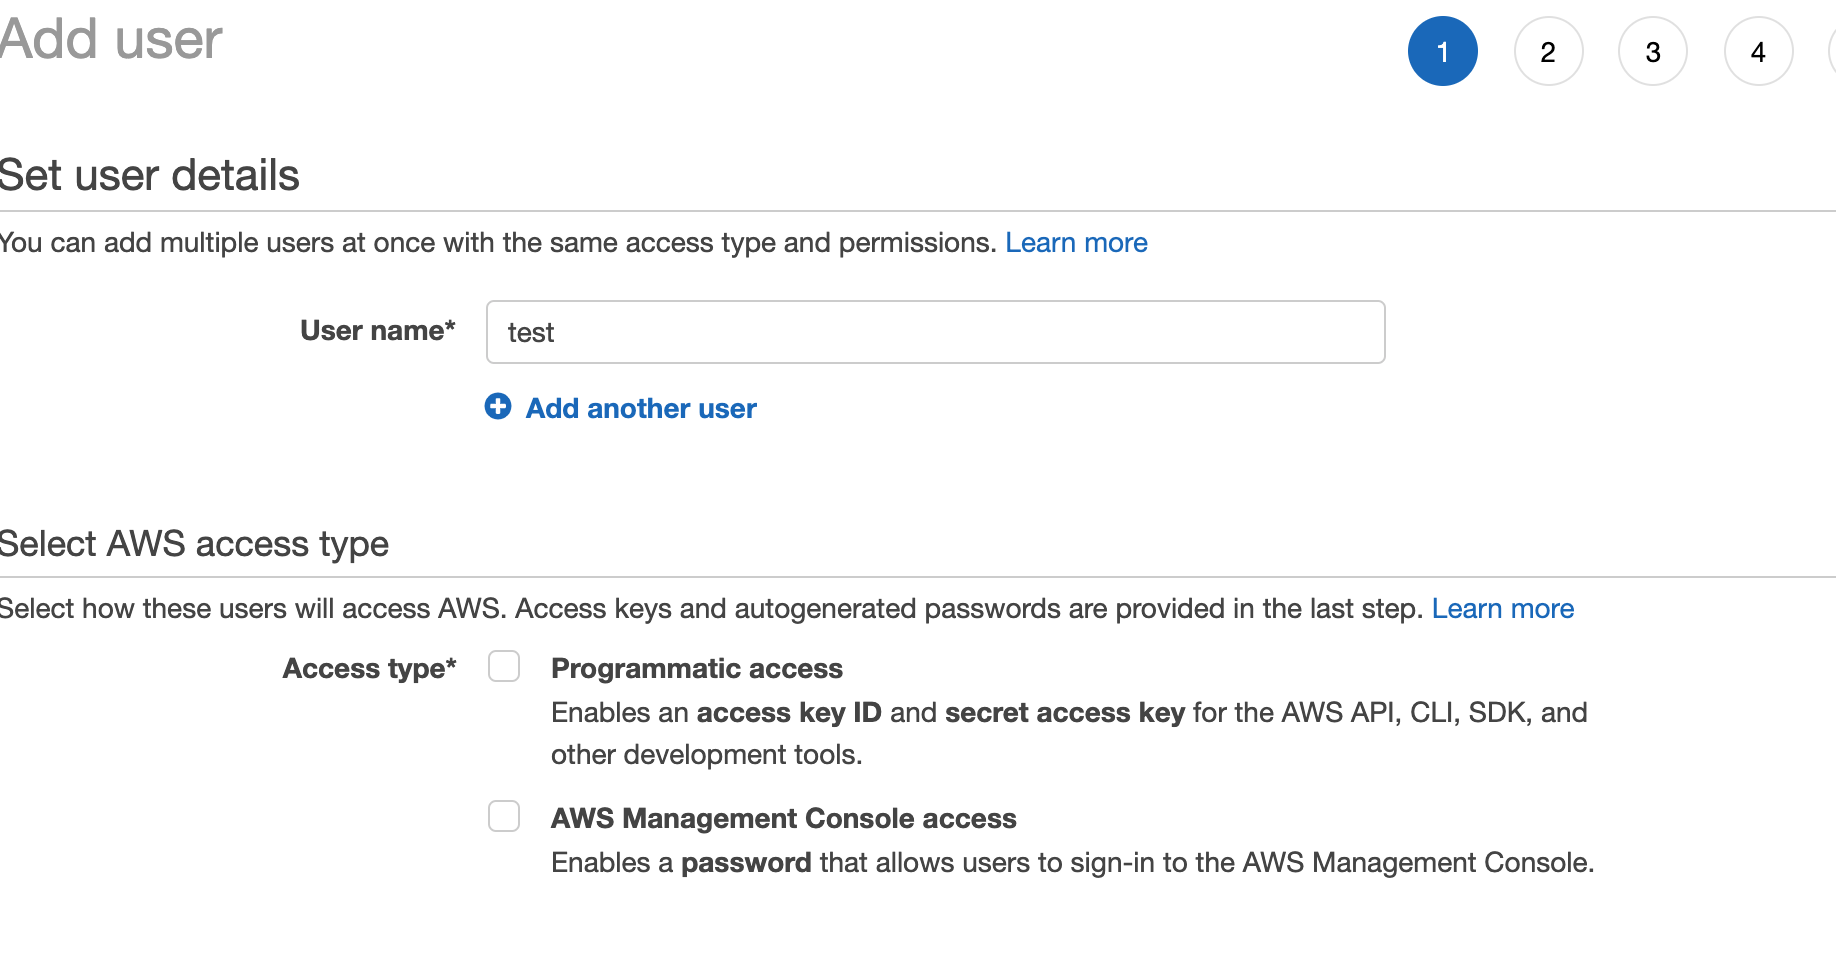 Add user
1 2 3 4
Set user details
You can add multiple users at once with the same access type and permissions. Learn more
User name* test
Add another user
Select AWS access type
Select how these users will access AWS. Access keys and autogenerated passwords are provided in the last step. Learn more
Access type* Programmatic access
Enables an access key ID and secret access key for the AWS API, CLI, SDK, and
other development tools.
AWS Management Console access
Enables a password that allows users to sign-in to the AWS Management Console.